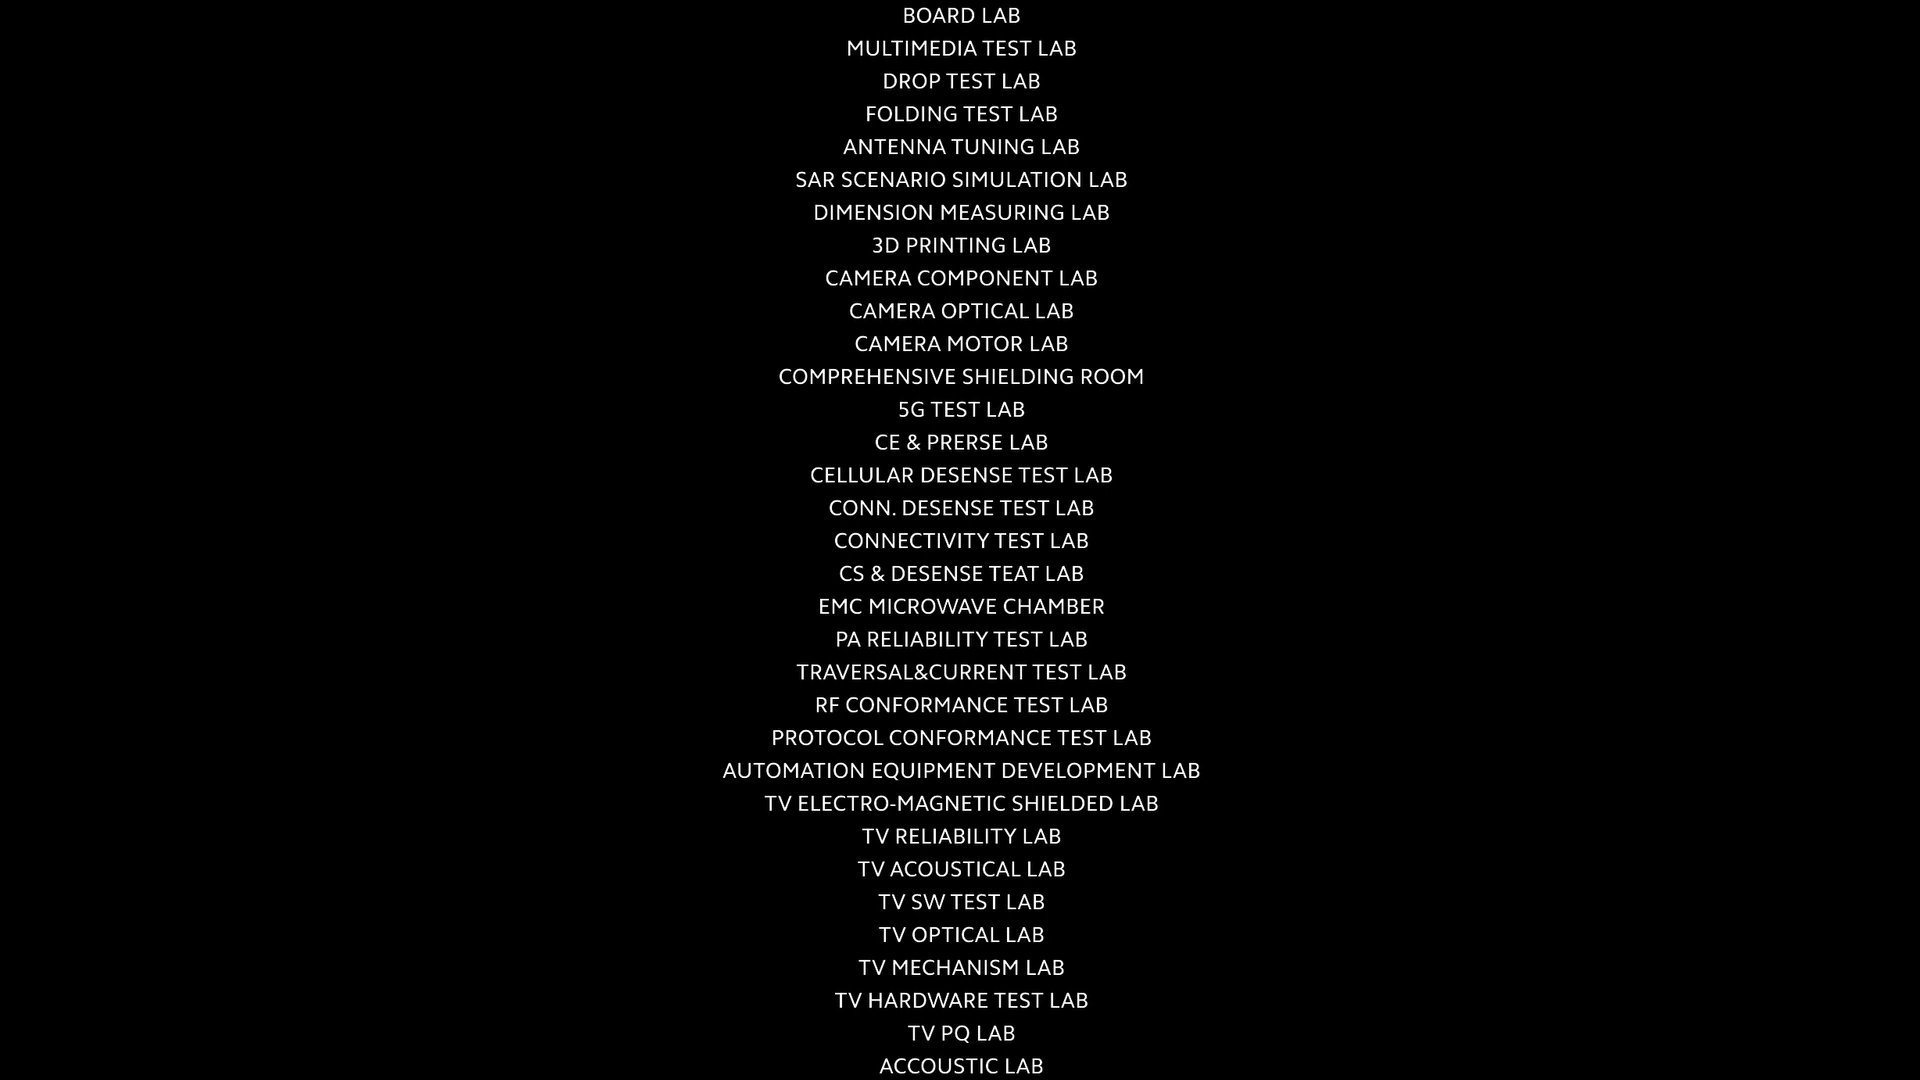 BOARD LAB
MULTIMEDIA TEST LAB
DROP TEST LAB
FOLDING TEST LAB
ANTENNA TUNING LAB
SAR SCENARIO SIMULATION LAB
DIMENSION MEASURING LAB
3D PRINTING LAB
CAMERA COMPONENT LAB
CAMERA OPTICAL LAB
CAMERA MOTOR LAB
COMPREHENSIVE SHIELDING ROOM
5G TEST LAB
CE & PRERSE LAB
CELLULAR DESENSE TEST LAB
CONN. DESENSE TEST LAB
CONNECTIVITY TEST LAB
CS & DESENSE TEAT LAB
EMC MICROWAVE CHAMBER
PA RELIABILITY TEST LAB
TRAVERSAL&CURRENT TEST LAB
RF CONFORMANCE TEST LAB
PROTOCOL CONFORMANCE TEST LAB
AUTOMATION EQUIPMENT DEVELOPMENT LAB
TV ELECTRO-MAGNETIC SHIELDED LAB
TV RELIABILITY LAB
TV ACOUSTICAL LAB
TV SW TEST LAB
TV OPTICAL LAB
TV MECHANISM LAB
TV HARDWARE TEST LAB
TV PQ LAB
ACCOUSTIC LAB